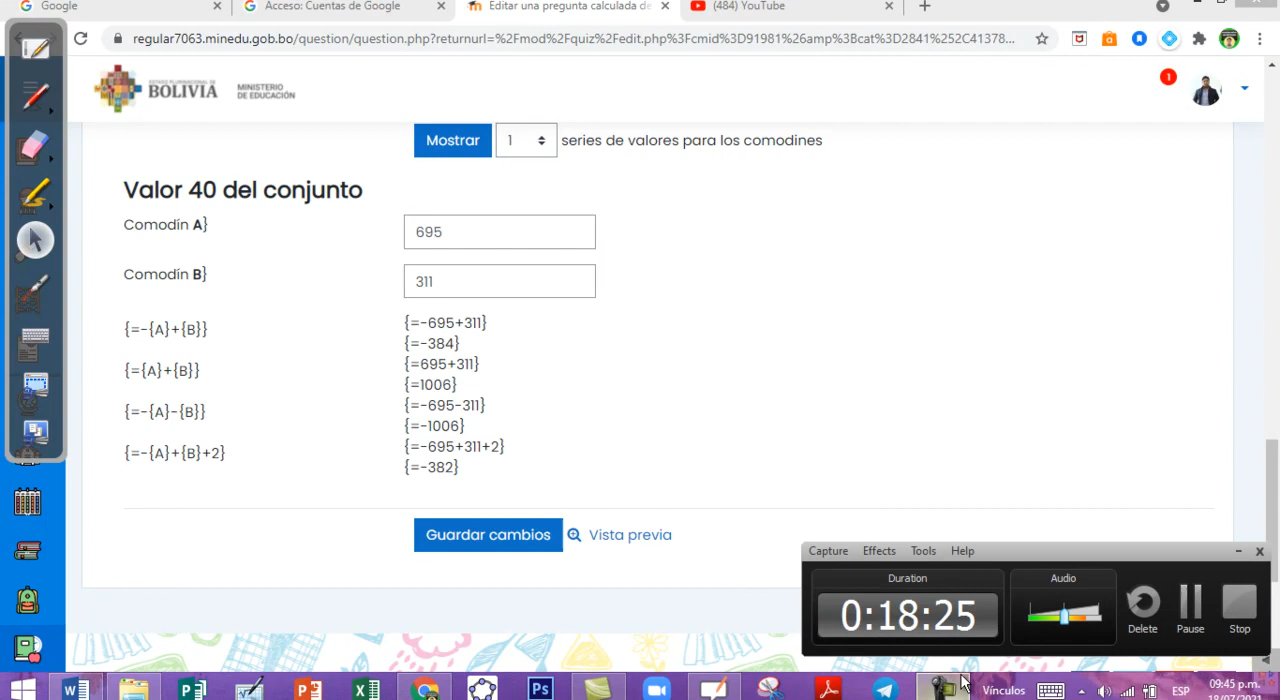 Google
Acceso: Cuentas de Google
Editar una pregunta calculada de
(484) YouTube
regular7063.minedu.gob.bo/question/question.php?returnurl=%2Fmod%2Fquiz%2Fedit.php%3Fcmid%3D91981%26amp%3Bcat%3D2841%252C41378...
ESTADO PLURINACIONAL DE
BOLIVIA
MINISTERIO
DE EDUCACIÓN
1
Mostrar 1 series de valores para los comodines
Valor 40 del conjunto
Comodín A}
695
Comodín B}
311
{=-{A}+{B}}
{=-695+311}
{=-384}
{={A}+{B}}
{=695+311}
{=1006}
{=-{A}-{B}}
{=-695-311}
{=-1006}
{=-{A}+{B}+2}
{=-695+311+2}
{=-382}
Guardar cambios Vista previa
Capture Effects Tools Help
Duration
0:18:25
Audio
Delete Pause Stop
Vínculos
ESP
09:45 p.m.
18/07/2021